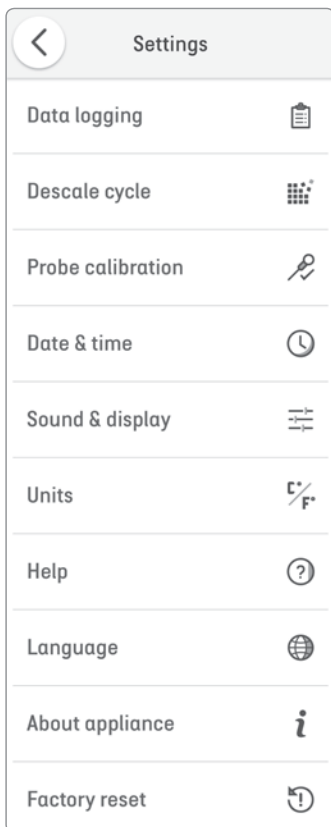 Settings
Data logging
Descale cycle
Probe calibration
Date & time
Sound & display
Units
C°/F°
Help
?
Language
About appliance
i
Factory reset
!